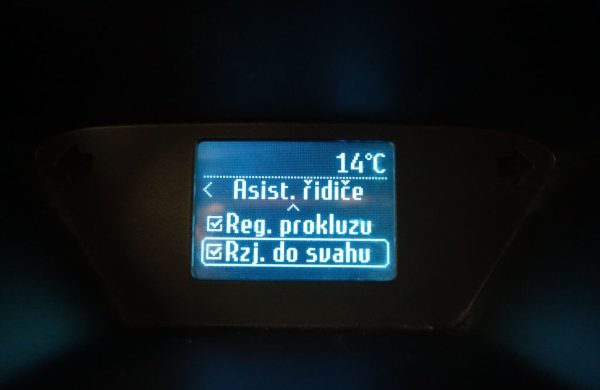 14°C
Asist. řidiče
Reg. prokluzu
Rzj. do svahu